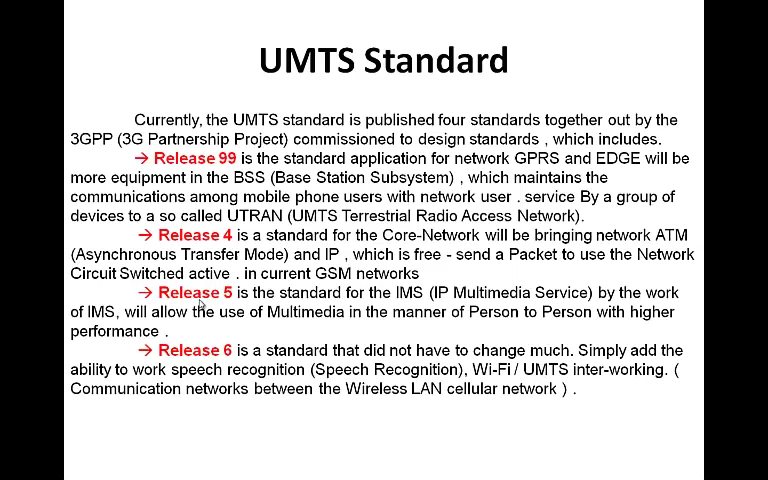 UMTS Standard
Currently, the UMTS standard is published four standards together out by the
3GPP (3G Partnership Project) commissioned to design standards , which includes.
→ Release 99 is the standard application for network GPRS and EDGE will be
more equipment in the BSS (Base Station Subsystem) , which maintains the
communications among mobile phone users with network user . service By a group of
devices to a so called UTRAN (UMTS Terrestrial Radio Access Network).
→ Release 4 is a standard for the Core-Network will be bringing network ATM
(Asynchronous Transfer Mode) and IP , which is free - send a Packet to use the Network
Circuit Switched active . in current GSM networks
→ Release 5 is the standard for the IMS (IP Multimedia Service) by the work
of IMS, will allow the use of Multimedia in the manner of Person to Person with higher
performance .
→ Release 6 is a standard that did not have to change much. Simply add the
ability to work speech recognition (Speech Recognition), Wi-Fi / UMTS inter-working. (
Communication networks between the Wireless LAN cellular network ) .